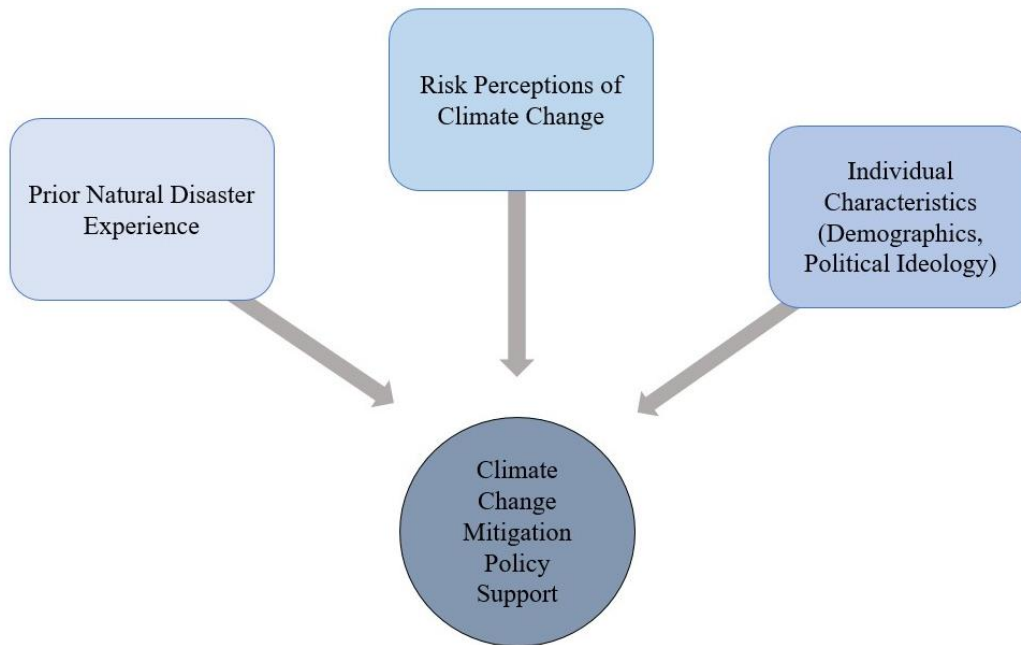 Prior Natural Disaster
Experience
Risk Perceptions of
Climate Change
Individual
Characteristics
(Demographics,
Political Ideology)
Climate
Change
Mitigation
Policy
Support